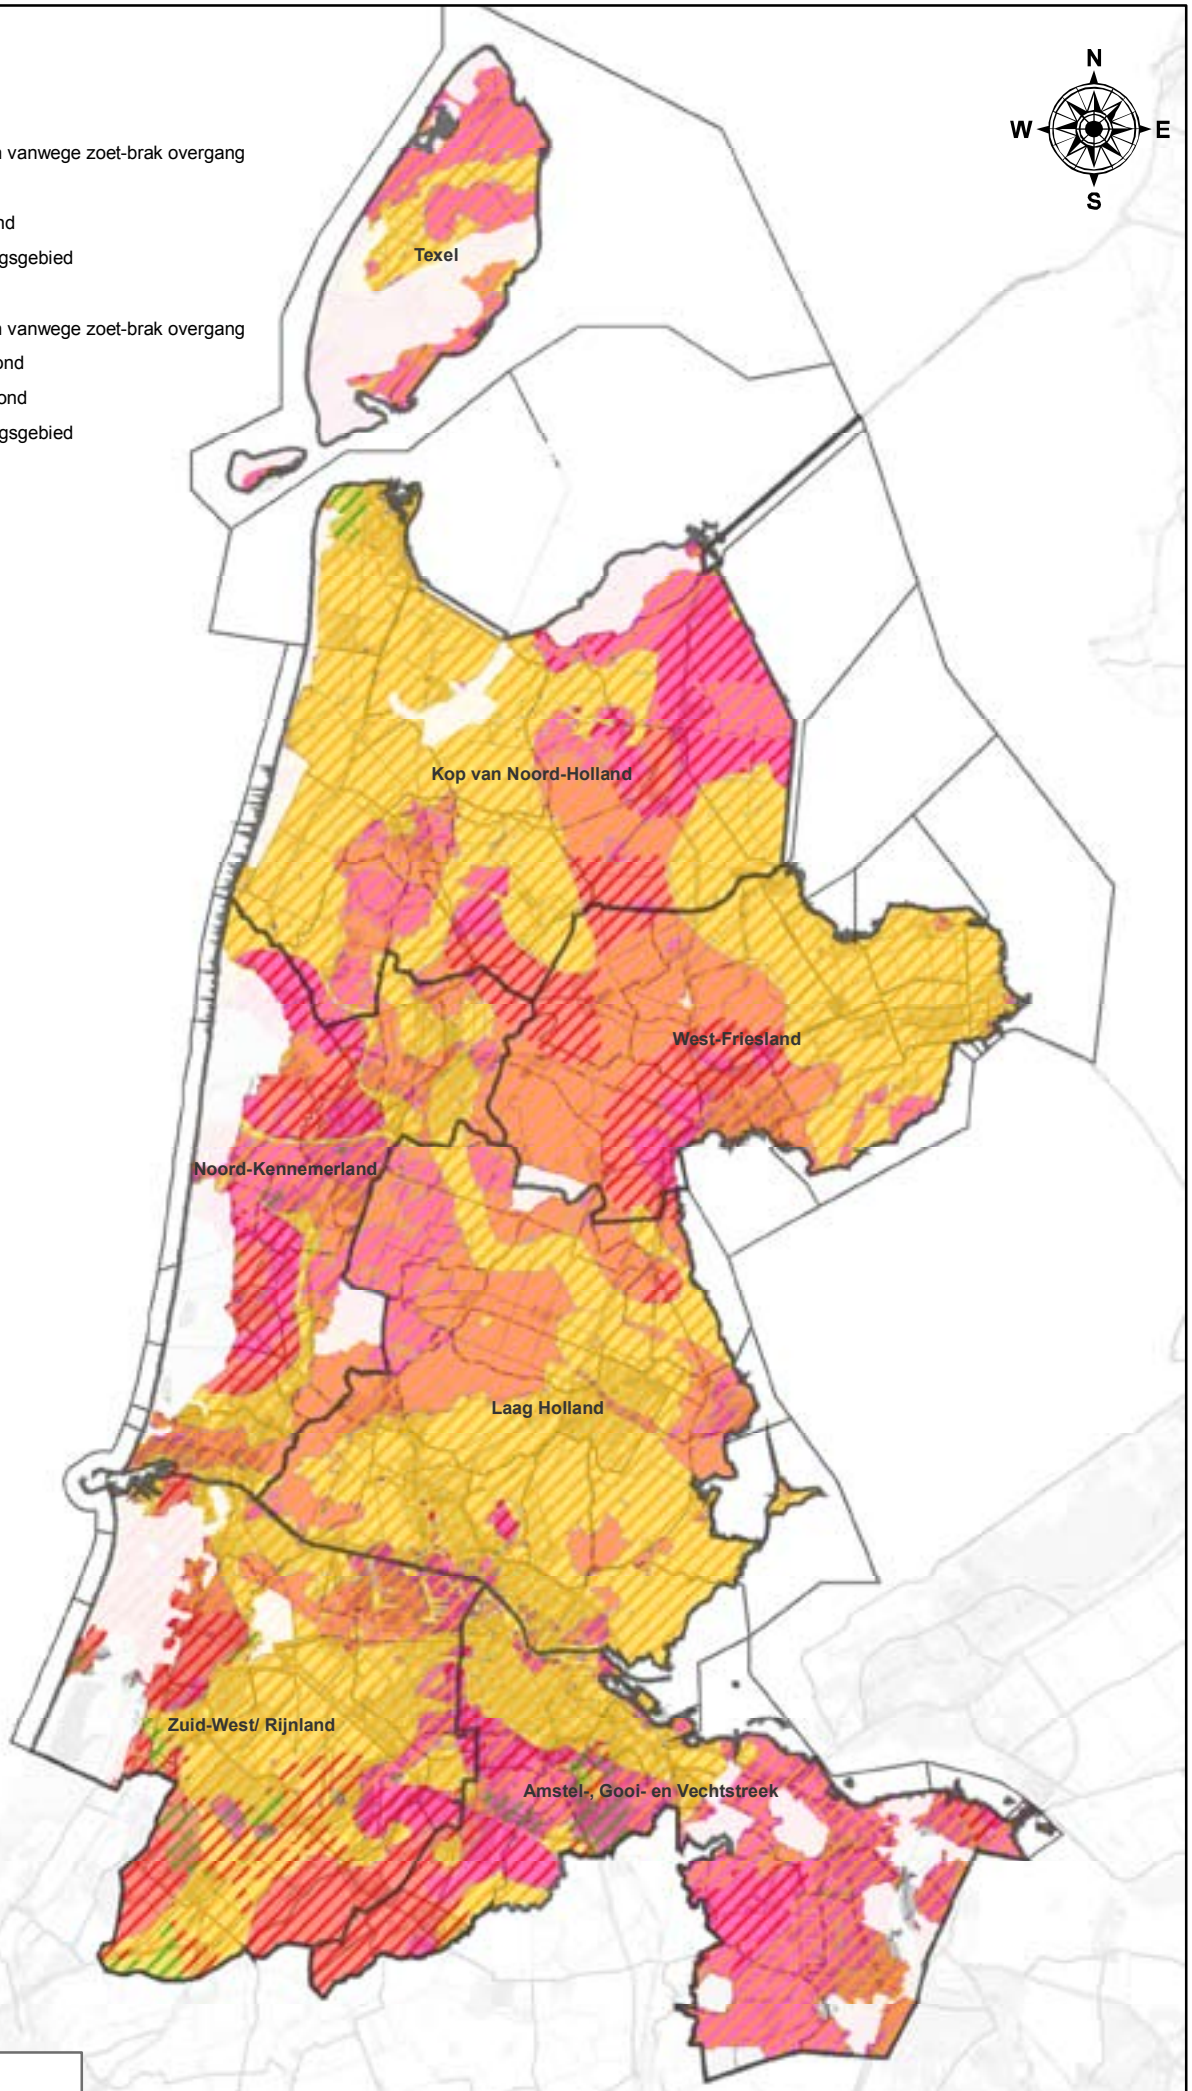 N
W E
S
vanwege zoet-brak overgang
nd
gsgebied
vanwege zoet-brak overgang
ond
ond
gsgebied
Texel
Kop van Noord-Holland
West-Friesland
Noord-Kennemerland
Laag Holland
Zuid-West/ Rijnland
Amstel-, Gooi- en Vechtstreek